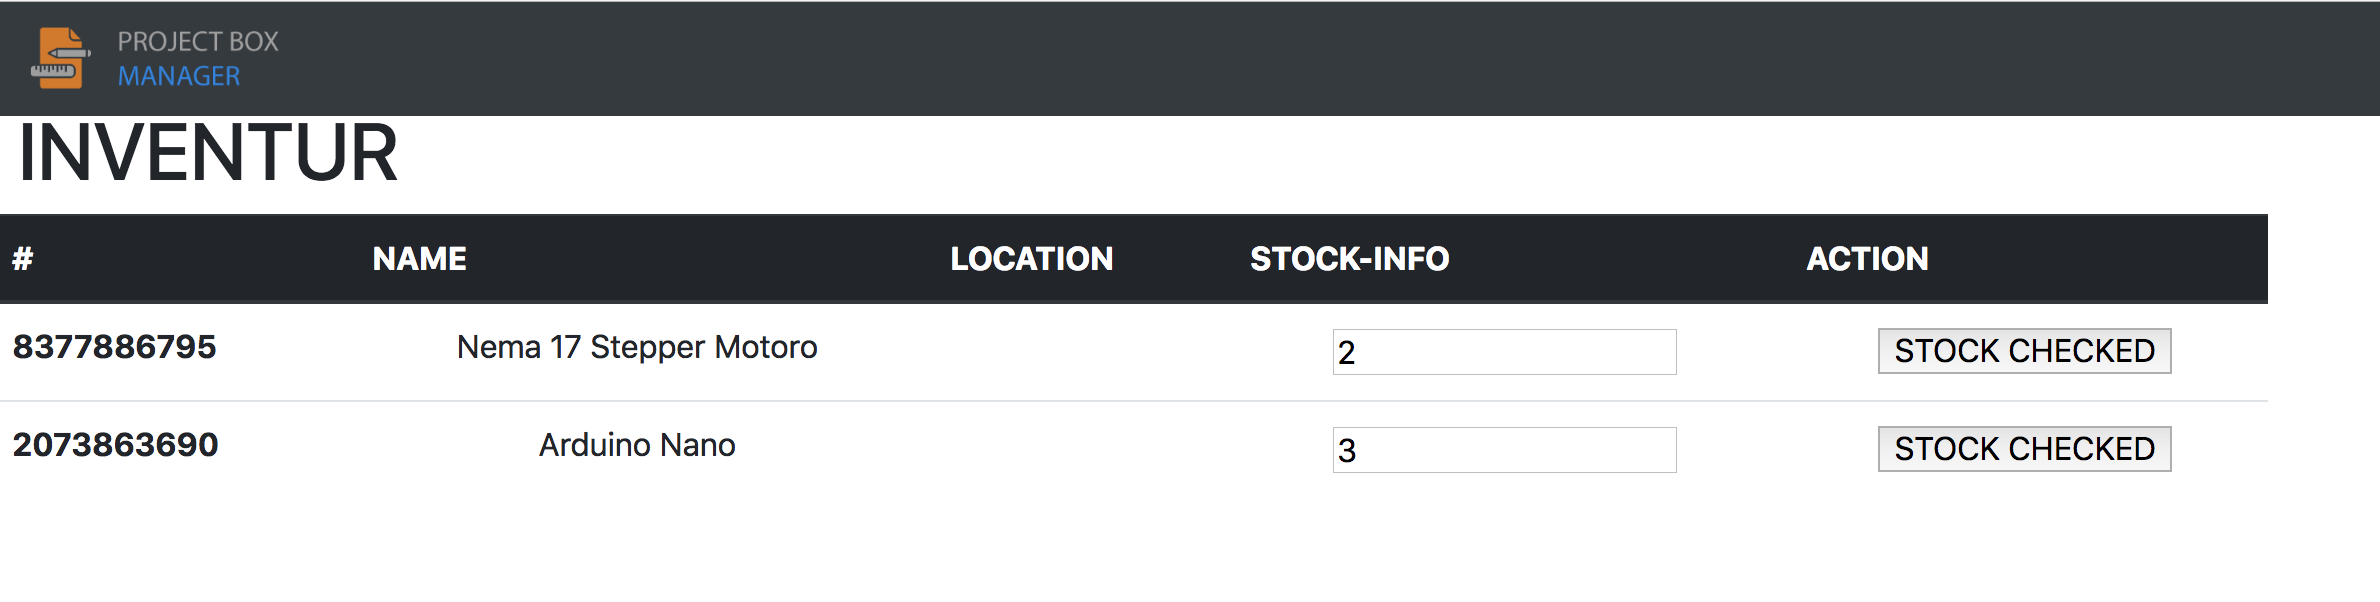 PROJECT BOX
MANAGER
INVENTUR
# NAME LOCATION STOCK-INFO ACTION
8377886795 Nema 17 Stepper Motoro 2 STOCK CHECKED
2073863690 Arduino Nano 3 STOCK CHECKED